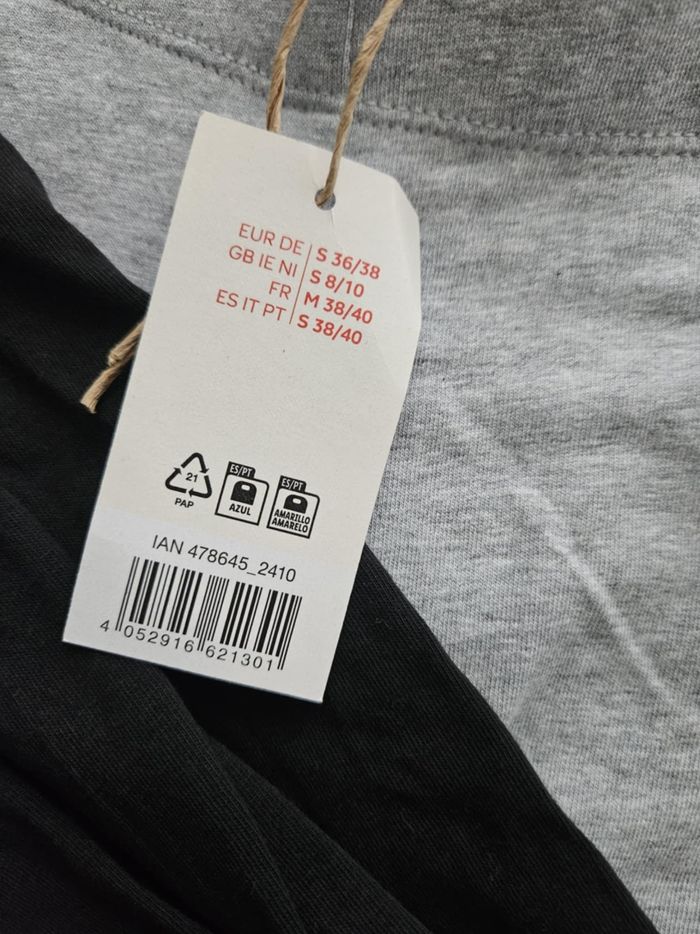 EUR DE | S 36/38
GB IE NI | S 8/10
FR | M 38/40
ES IT PT | S 38/40
21
PAP
ES/PT
AZUL
ES/PT
AMARILLO
AMARELO
IAN 478645_2410
4 052916 621301